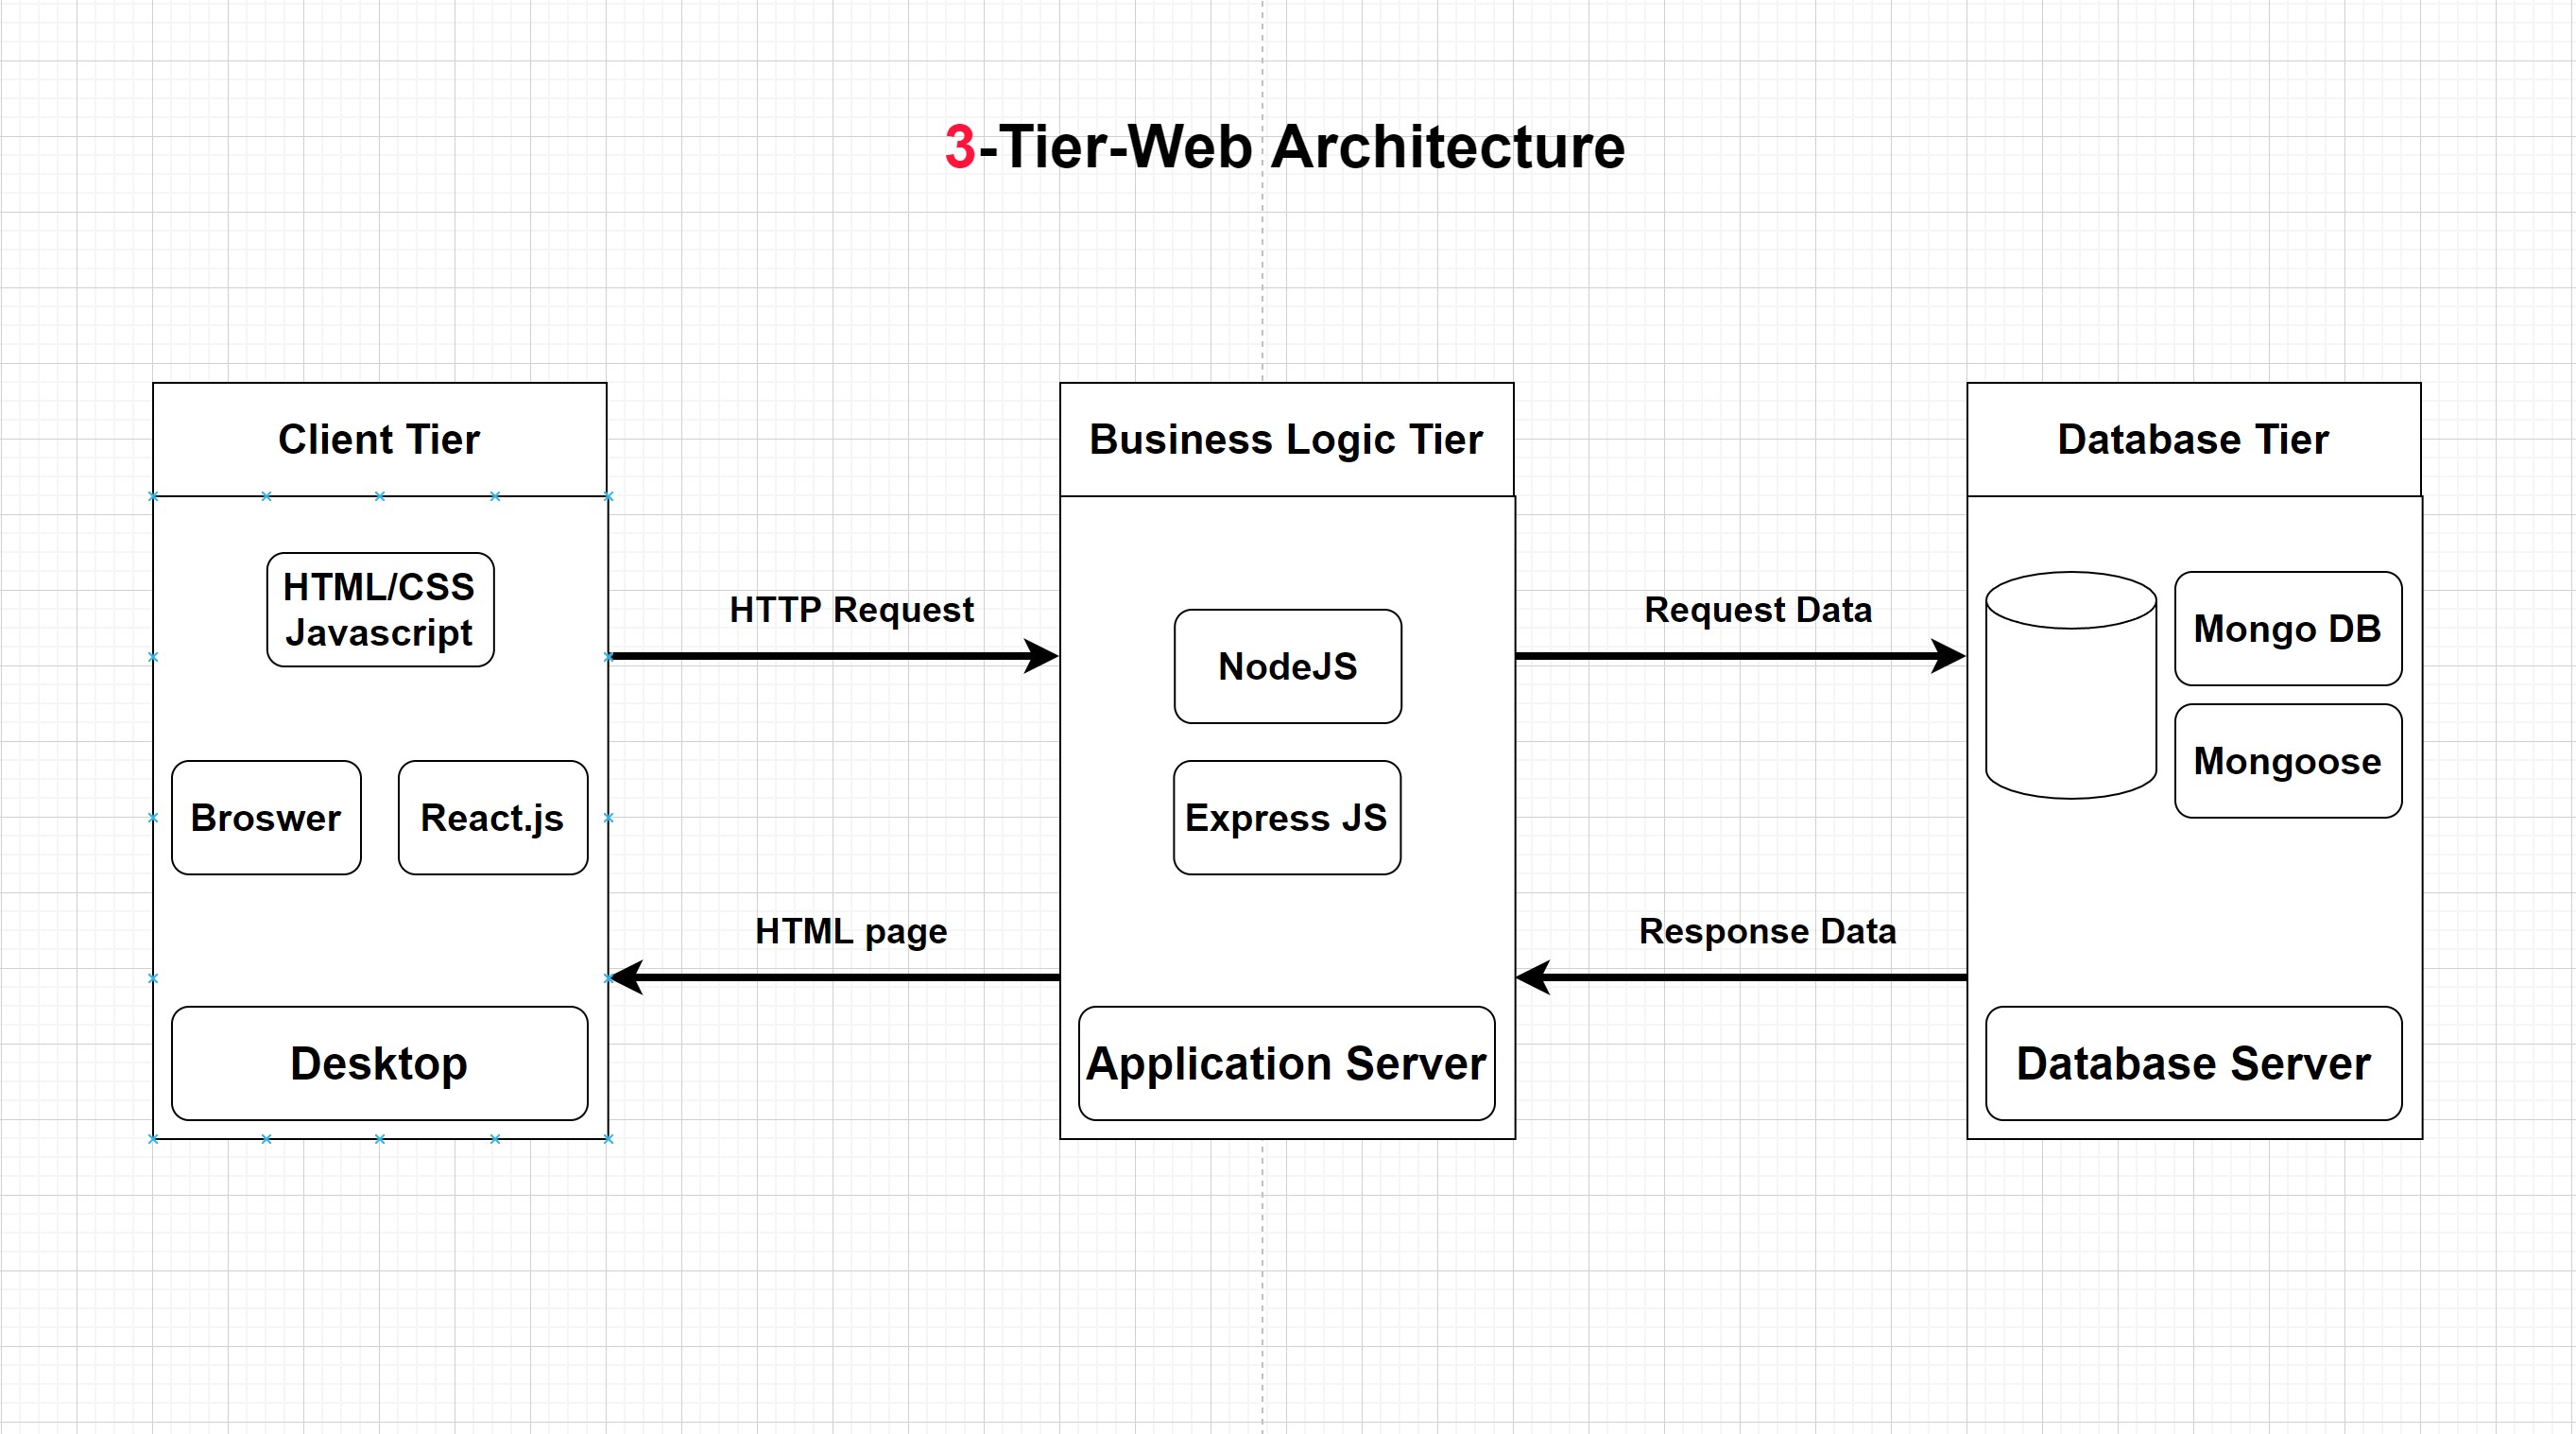 3-Tier-Web Architecture
Client Tier
HTML/CSS
Javascript
Broswer
React.js
Desktop
HTTP Request
HTML page
Business Logic Tier
NodeJS
Express JS
Application Server
Request Data
Response Data
Database Tier
Mongo DB
Mongoose
Database Server